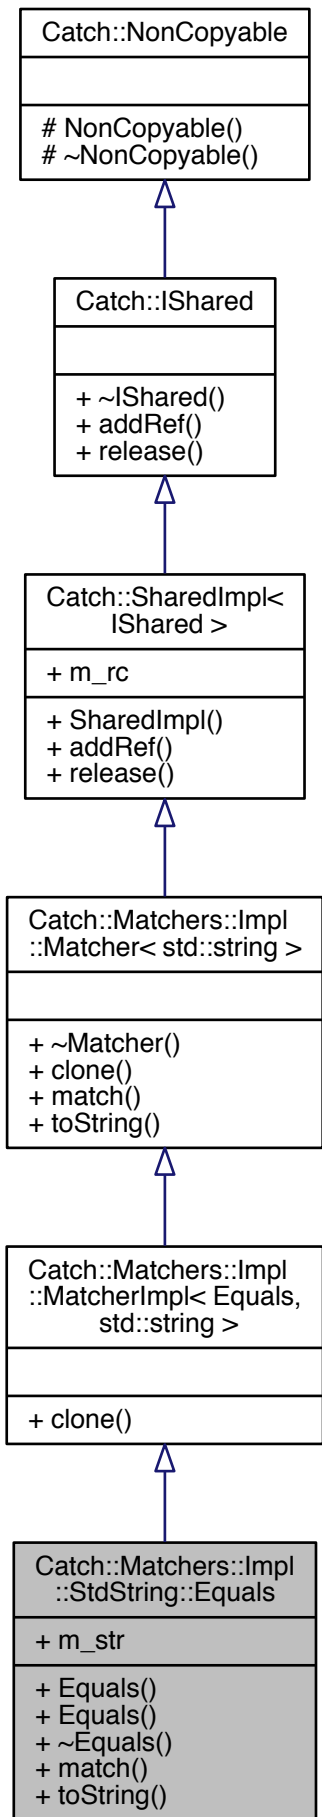 Catch::NonCopyable
# NonCopyable()
# ~NonCopyable()
Catch::IShared
+ ~IShared()
+ addRef()
+ release()
Catch::SharedImpl<
IShared >
+ m_rc
+ SharedImpl()
+ addRef()
+ release()
Catch::Matchers::Impl
::Matcher< std::string >
+ ~Matcher()
+ clone()
+ match()
+ toString()
Catch::Matchers::Impl
::MatcherImpl< Equals,
std::string >
+ clone()
Catch::Matchers::Impl
::StdString::Equals
+ m_str
+ Equals()
+ Equals()
+ ~Equals()
+ match()
+ toString()